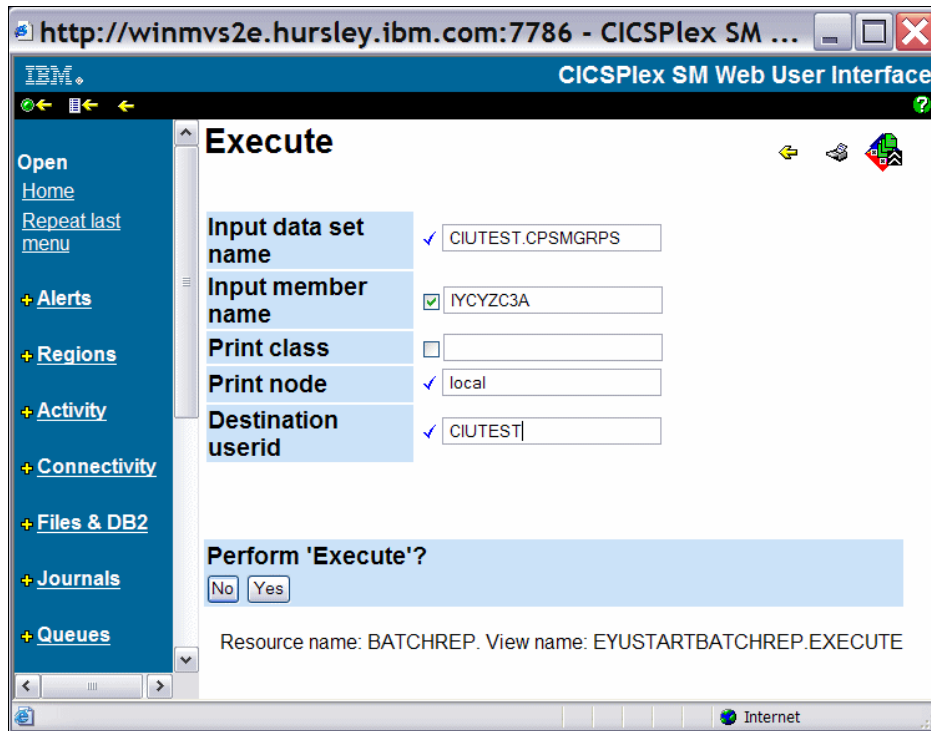 http://winmvs2e.hursley.ibm.com:7786 - CICSPlex SM ...
IBM®
CICSPlex SM Web User Interface
?
Open
Home
Repeat last
menu
+ Alerts
+ Regions
+ Activity
+ Connectivity
+ Files & DB2
+ Journals
+ Queues
Execute
Input data set
name
CIUTEST.CPSMGRPS
Input member
name
IYCYZC3A
Print class
Print node
local
Destination
userid
CIUTEST
Perform 'Execute'?
No Yes
Resource name: BATCHREP. View name: EYUSTARTBATCHREP.EXECUTE
Internet